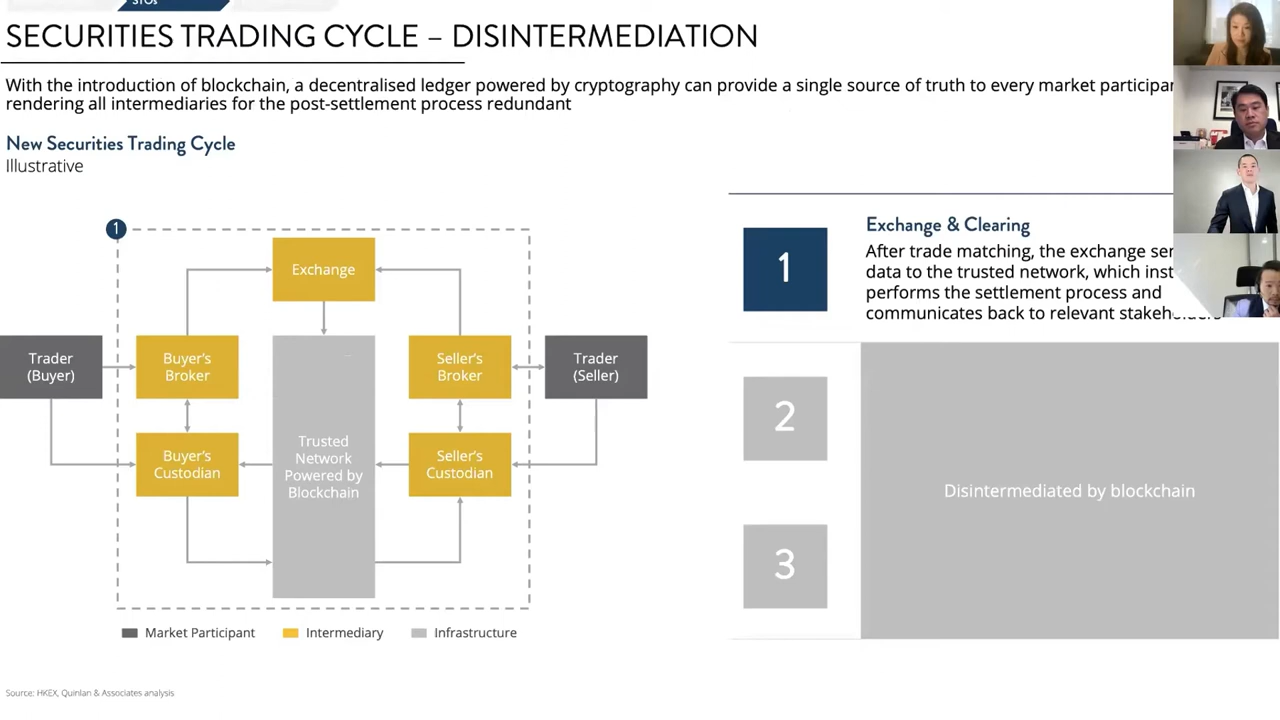 STOs
SECURITIES TRADING CYCLE – DISINTERMEDIATION
With the introduction of blockchain, a decentralised ledger powered by cryptography can provide a single source of truth to every market
rendering all intermediaries for the post-settlement process redundant
New Securities Trading Cycle
Illustrative
1
Exchange
Trader
(Buyer)
Buyer's
Broker
Seller's
Broker
Trader
(Seller)
Buyer's
Custodian
Trusted
Network
Powered by
Blockchain
Seller's
Custodian
Market Participant
Intermediary
Infrastructure
1
Exchange & Clearing
After trade matching, the exchange
data to the trusted network, which
performs the settlement process and
communicates back to relevant
2
3
Disintermediated by blockchain
Source: HKEX, Quinlan & Associates analysis